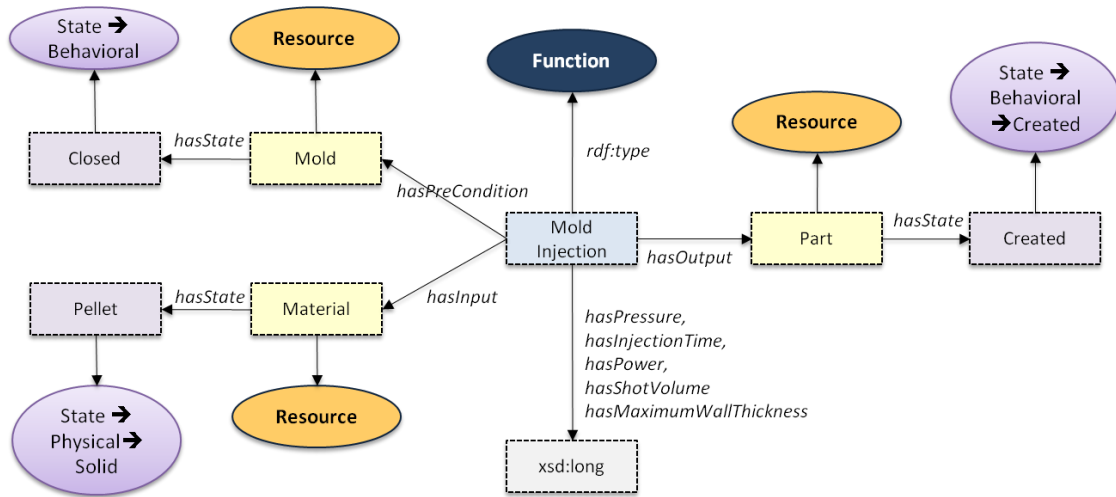 State ➔
Behavioral
Resource
Function
State ➔
Behavioral
➔Created
Resource
Closed
hasState
Mold
rdf:type
hasPreCondition
Mold
Injection
hasOutput
Part
hasState
Created
Pellet
hasState
Material
hasInput
hasPressure,
hasInjectionTime,
hasPower,
hasShotVolume
hasMaximumWallThickness
State ➔
Physical➔
Solid
Resource
xsd:long